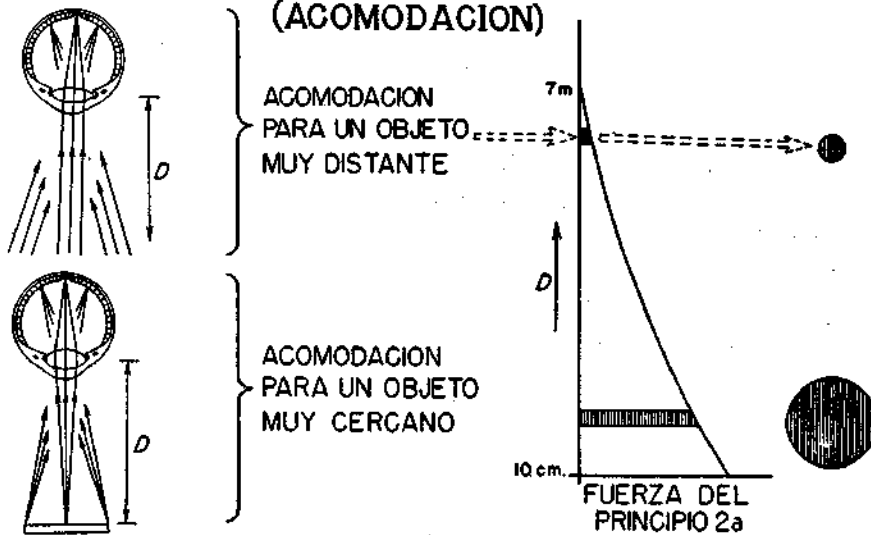 (ACOMODACION)
ACOMODACION
PARA UN OBJETO
MUY DISTANTE
D
7m
D
ACOMODACION
PARA UN OBJETO
MUY CERCANO
D
10 cm.
FUERZA DEL
PRINCIPIO 2a